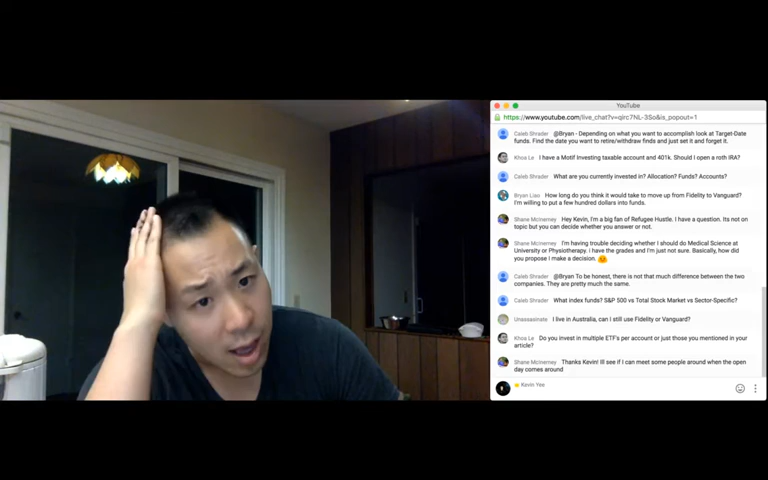 YouTube
https://www.youtube.com/live_chat?v=qirc7NL-3So&is_popout=1
Caleb Shrader @Bryan - Depending on what you want to accomplish look at Target-Date
funds. Find the date you want to retire/withdraw finds and just set it and forget it.
Khoa Le I have a Motif Investing taxable account and 401k. Should I open a roth IRA?
Caleb Shrader What are you currently invested in? Allocation? Funds? Accounts?
Bryan Liao How long do you think it would take to move up from Fidelity to Vanguard?
I'm willing to put a few hundred dollars into funds.
Shane McInerney Hey Kevin, I'm a big fan of Refugee Hustle. I have a question. Its not on
topic but you can decide whether you answer or not.
Shane McInerney I'm having trouble deciding whether I should do Medical Science at
University or Physiotherapy. I have the grades and I'm just not sure. Basically, how did
you propose I make a decision.
Caleb Shrader @Bryan To be honest, there is not that much difference between the two
companies. They are pretty much the same.
Caleb Shrader What index funds? S&P 500 vs Total Stock Market vs Sector-Specific?
Unassasinate I live in Australia, can i still use Fidelity or Vanguard?
Khoa Le Do you invest in multiple ETF's per account or just those you mentioned in your
article?
Shane McInerney Thanks Kevin! Ill see if I can meet some people around when the open
day comes around
Kevin Yee